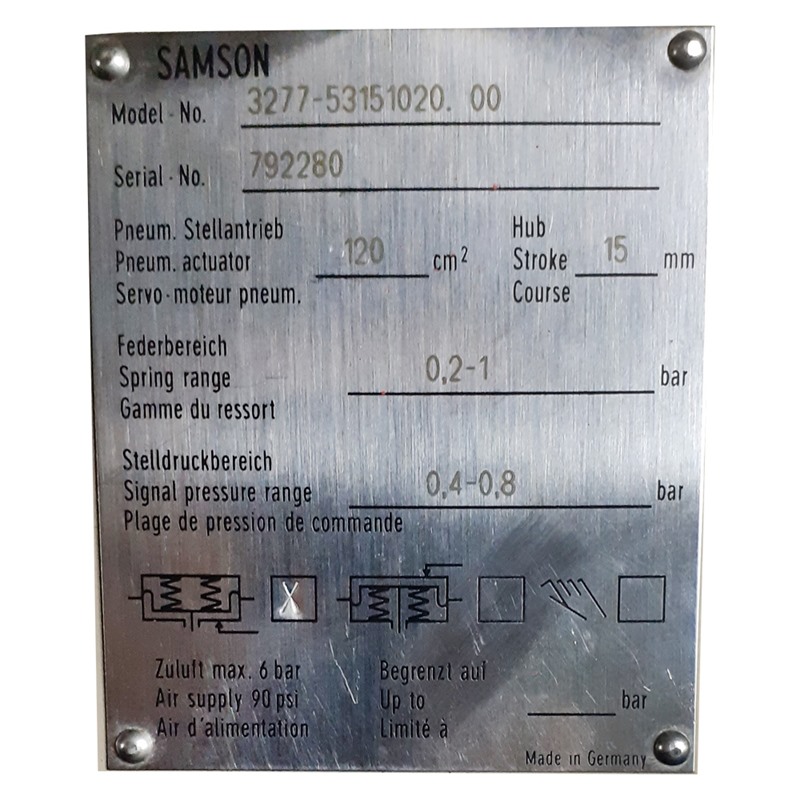 SAMSON
Model - No. 3277-53151020. 00
Serial - No. 792280
Pneum. Stellantrieb Hub
Pneum. actuator 120 cm² Stroke 15 mm
Servo-moteur pneum. Course
Federbereich
Spring range 0,2-1 bar
Gamme du ressort
Stelldruckbereich
Signal pressure range 0,4-0,8 bar
Plage de pression de commande
X
Zuluft max. 6 bar Begrenzt auf
Air supply 90 psi Up to bar
Air d'alimentation Limité à
Made in Germany